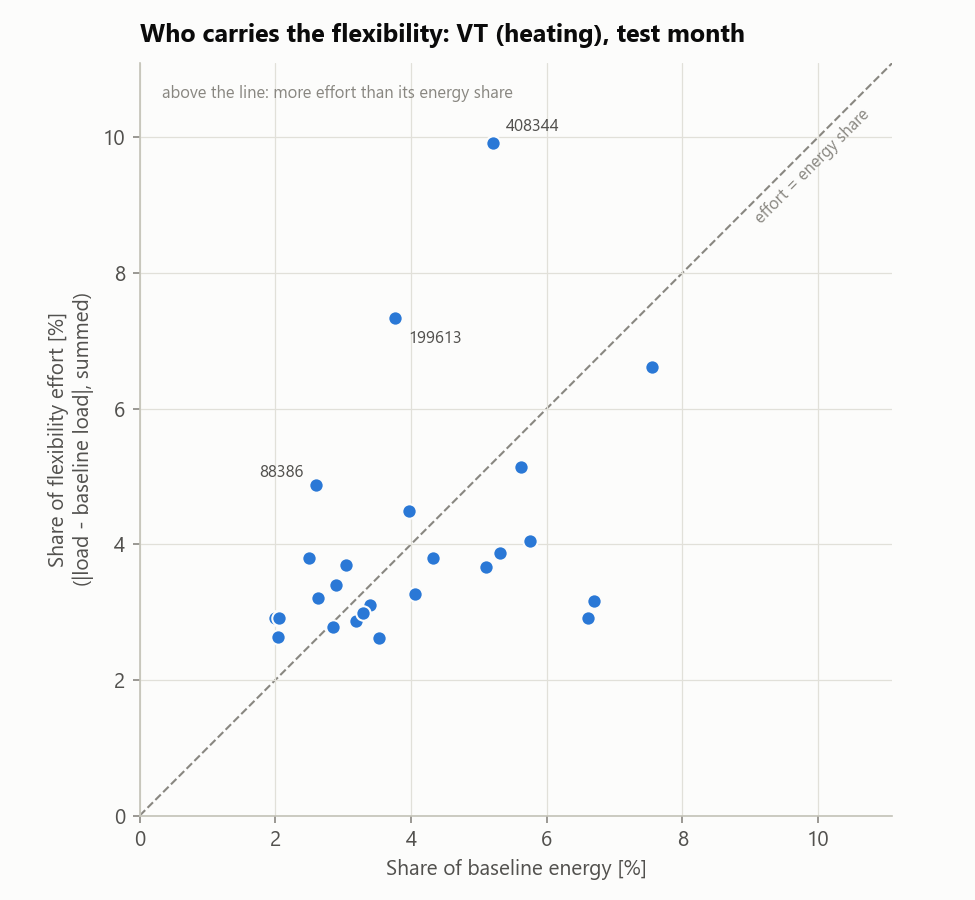 Who carries the flexibility: VT (heating), test month
above the line: more effort than its energy share
408344
effort = energy share
199613
88386
10
8
6
4
2
0
Share of flexibility effort [%]
(|load - baseline load|, summed)
0 2 4 6 8 10
Share of baseline energy [%]